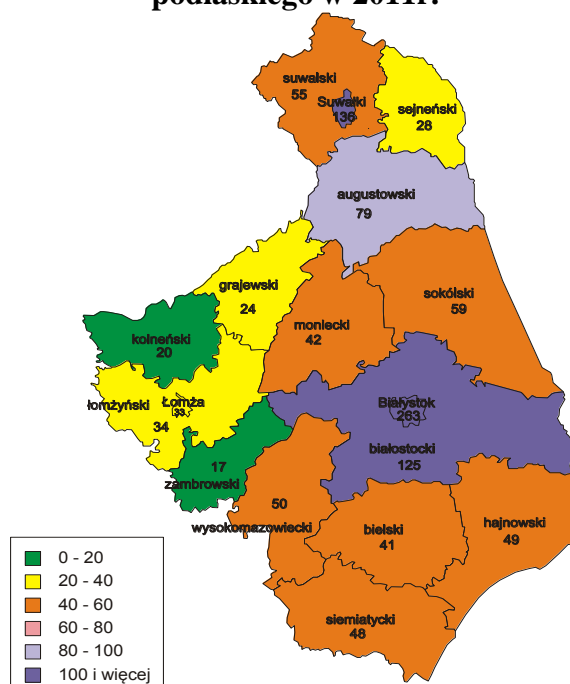 podlaskiego w 2011r.
suwalski
55
Suwałki
136
sejneński
28
augustowski
79
grajewski
24
sokólski
59
kolneński
20
moniecki
42
łomżyński
34
Łomża
33
Białystok
263
białostocki
125
17
zambrowski
50
wysokomazowiecki
bielski
41
hajnowski
49
siemiatycki
48
0 - 20
20 - 40
40 - 60
60 - 80
80 - 100
100 i więcej